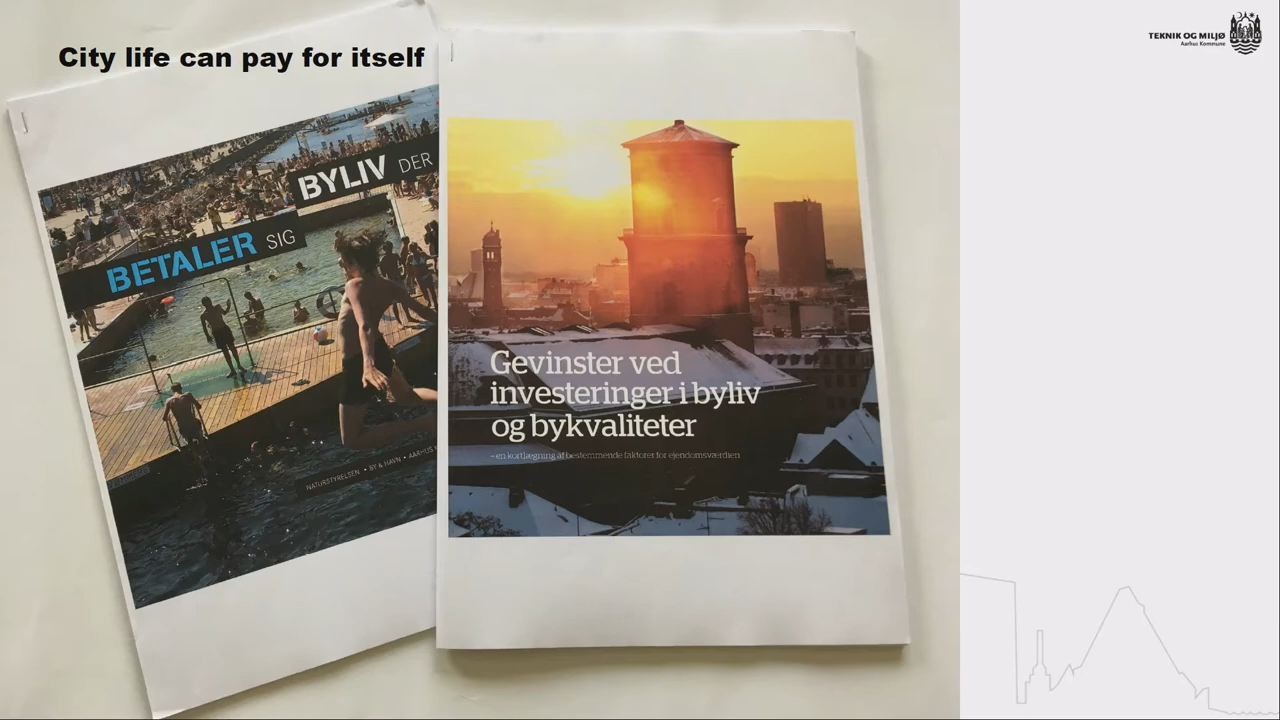 City life can pay for itself
TEKNIK OG MILJØ
Aarhus Kommune
BYLIV DER
BETALER SIG
NATURSTYRELSEN • BY & HAVN • AARHUS
Gevinster ved
investeringer i byliv
og bykvaliteter
– en kortlægning af bestemmende faktorer for ejendomsværdien